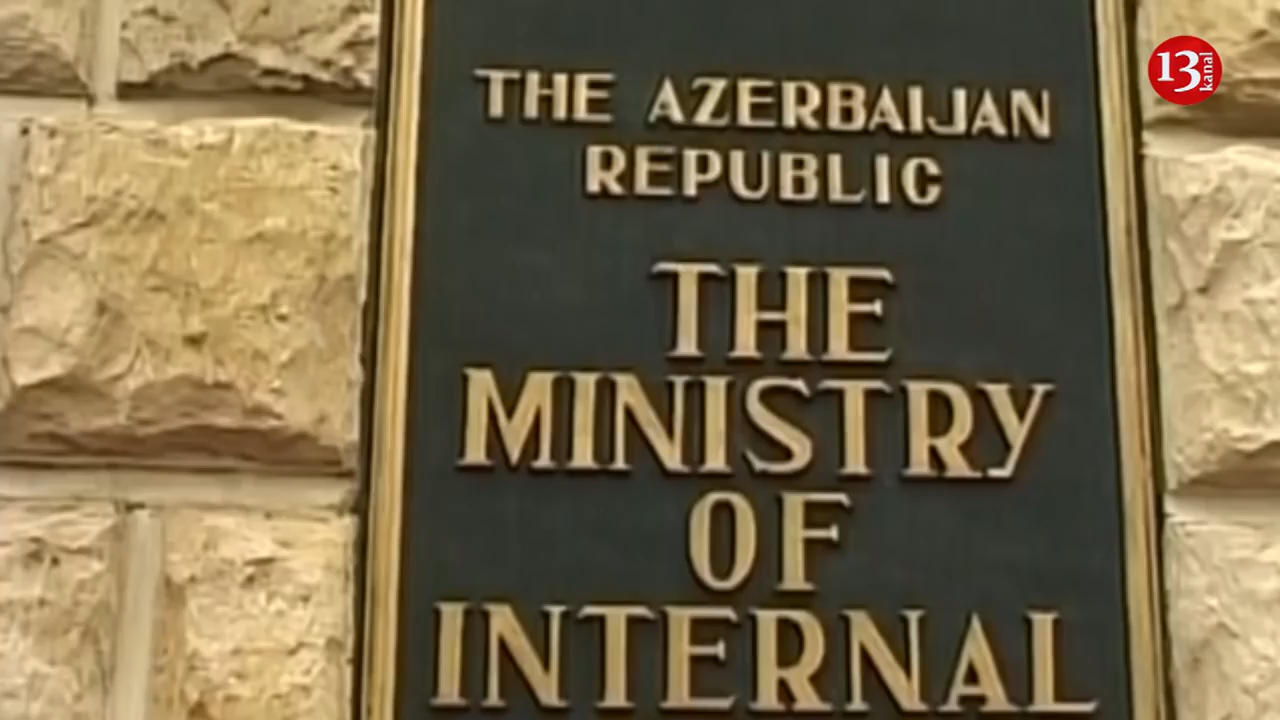 13 kanal
THE AZERBAIJAN
REPUBLIC
THE
MINISTRY
OF
INTERNAL